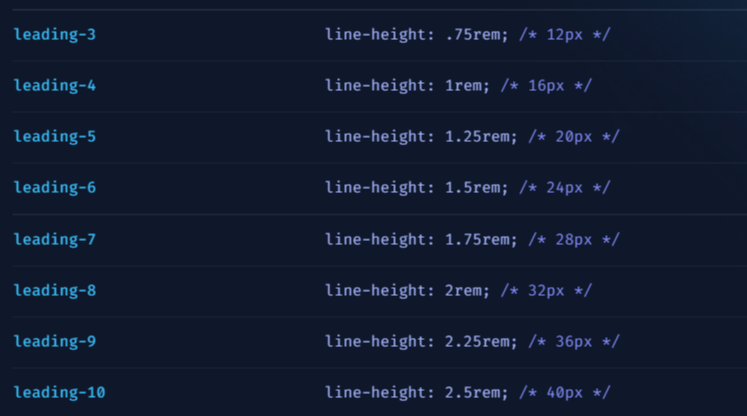 leading-3 line-height: .75rem; /* 12px */
leading-4 line-height: 1rem; /* 16px */
leading-5 line-height: 1.25rem; /* 20px */
leading-6 line-height: 1.5rem; /* 24px */
leading-7 line-height: 1.75rem; /* 28px */
leading-8 line-height: 2rem; /* 32px */
leading-9 line-height: 2.25rem; /* 36px */
leading-10 line-height: 2.5rem; /* 40px */